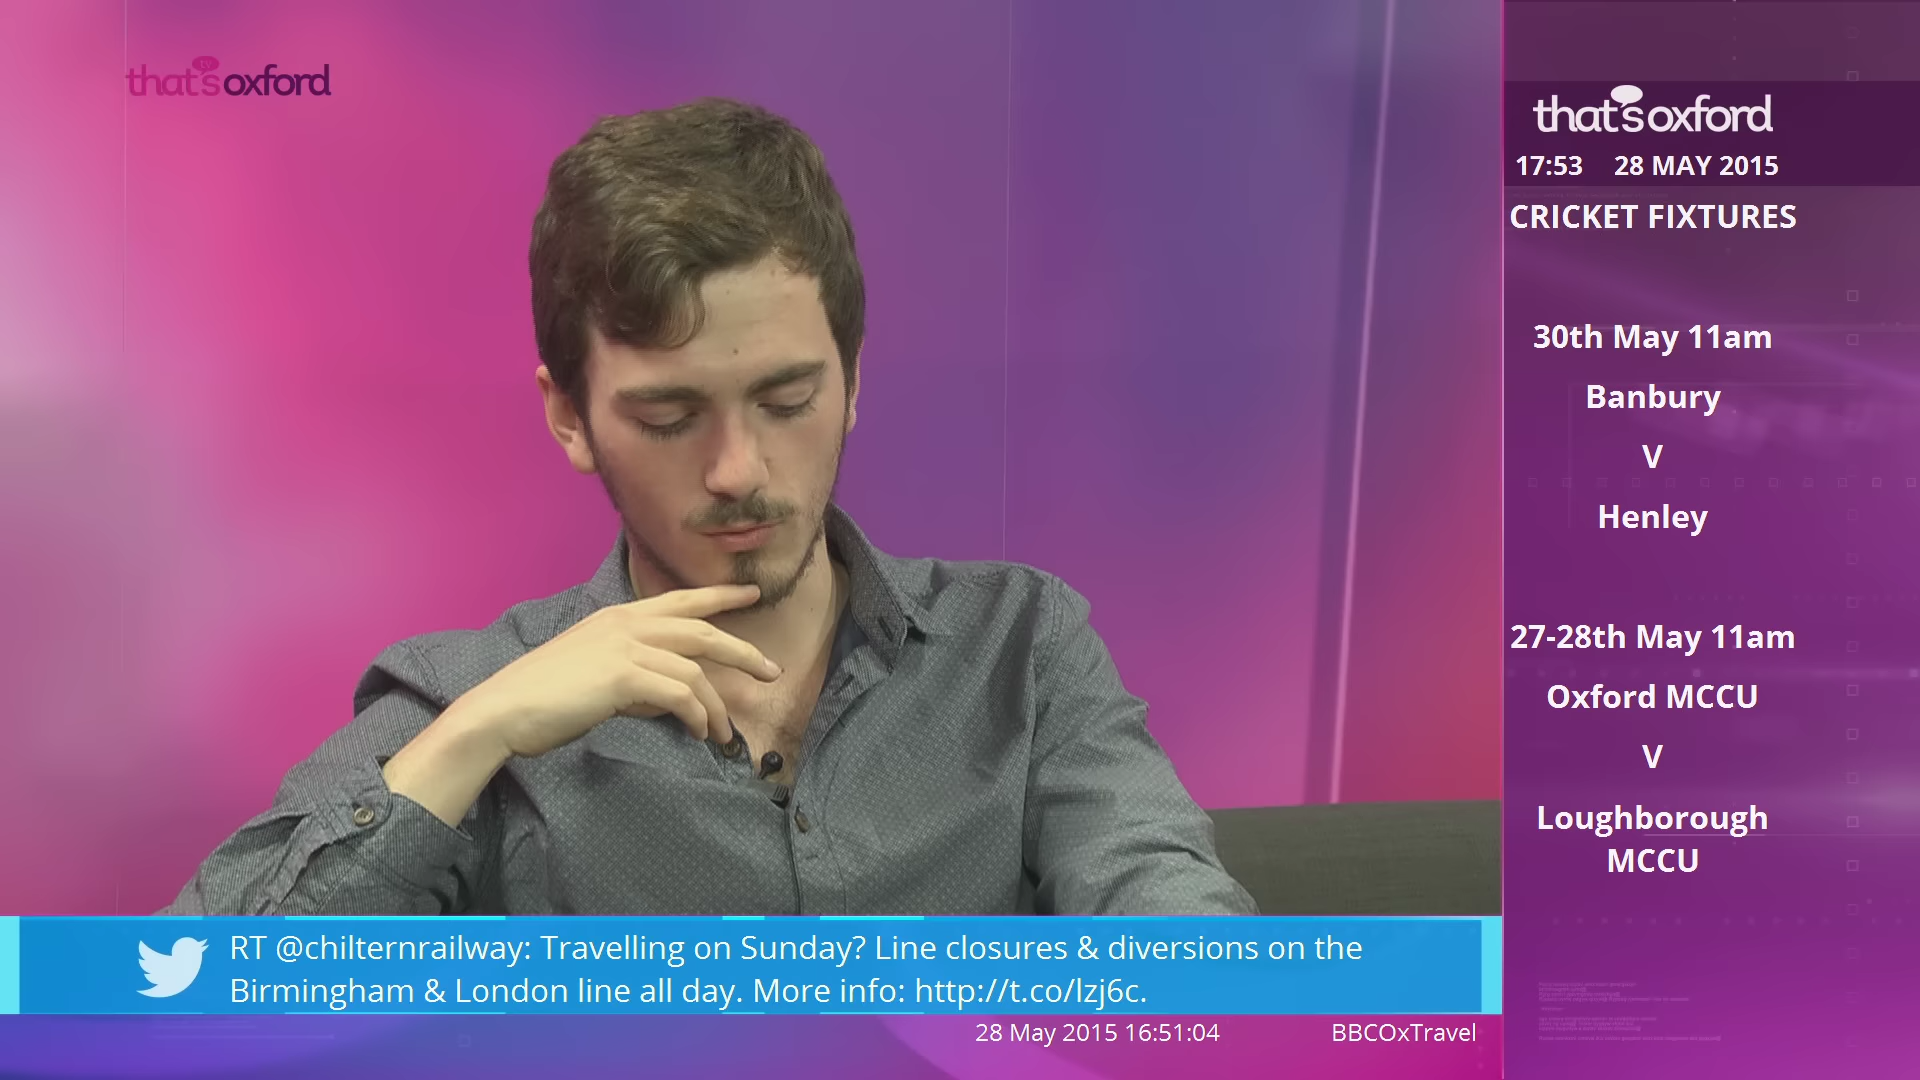 that's oxford
TV
that's oxford
17:53 28 MAY 2015
CRICKET FIXTURES
30th May 11am
Banbury
V
Henley
27-28th May 11am
Oxford MCCU
V
Loughborough
MCCU
RT @chilternrailway: Travelling on Sunday? Line closures & diversions on the
Birmingham & London line all day. More info: http://t.co/lzj6c.
28 May 2015 16:51:04 BBCOxTravel